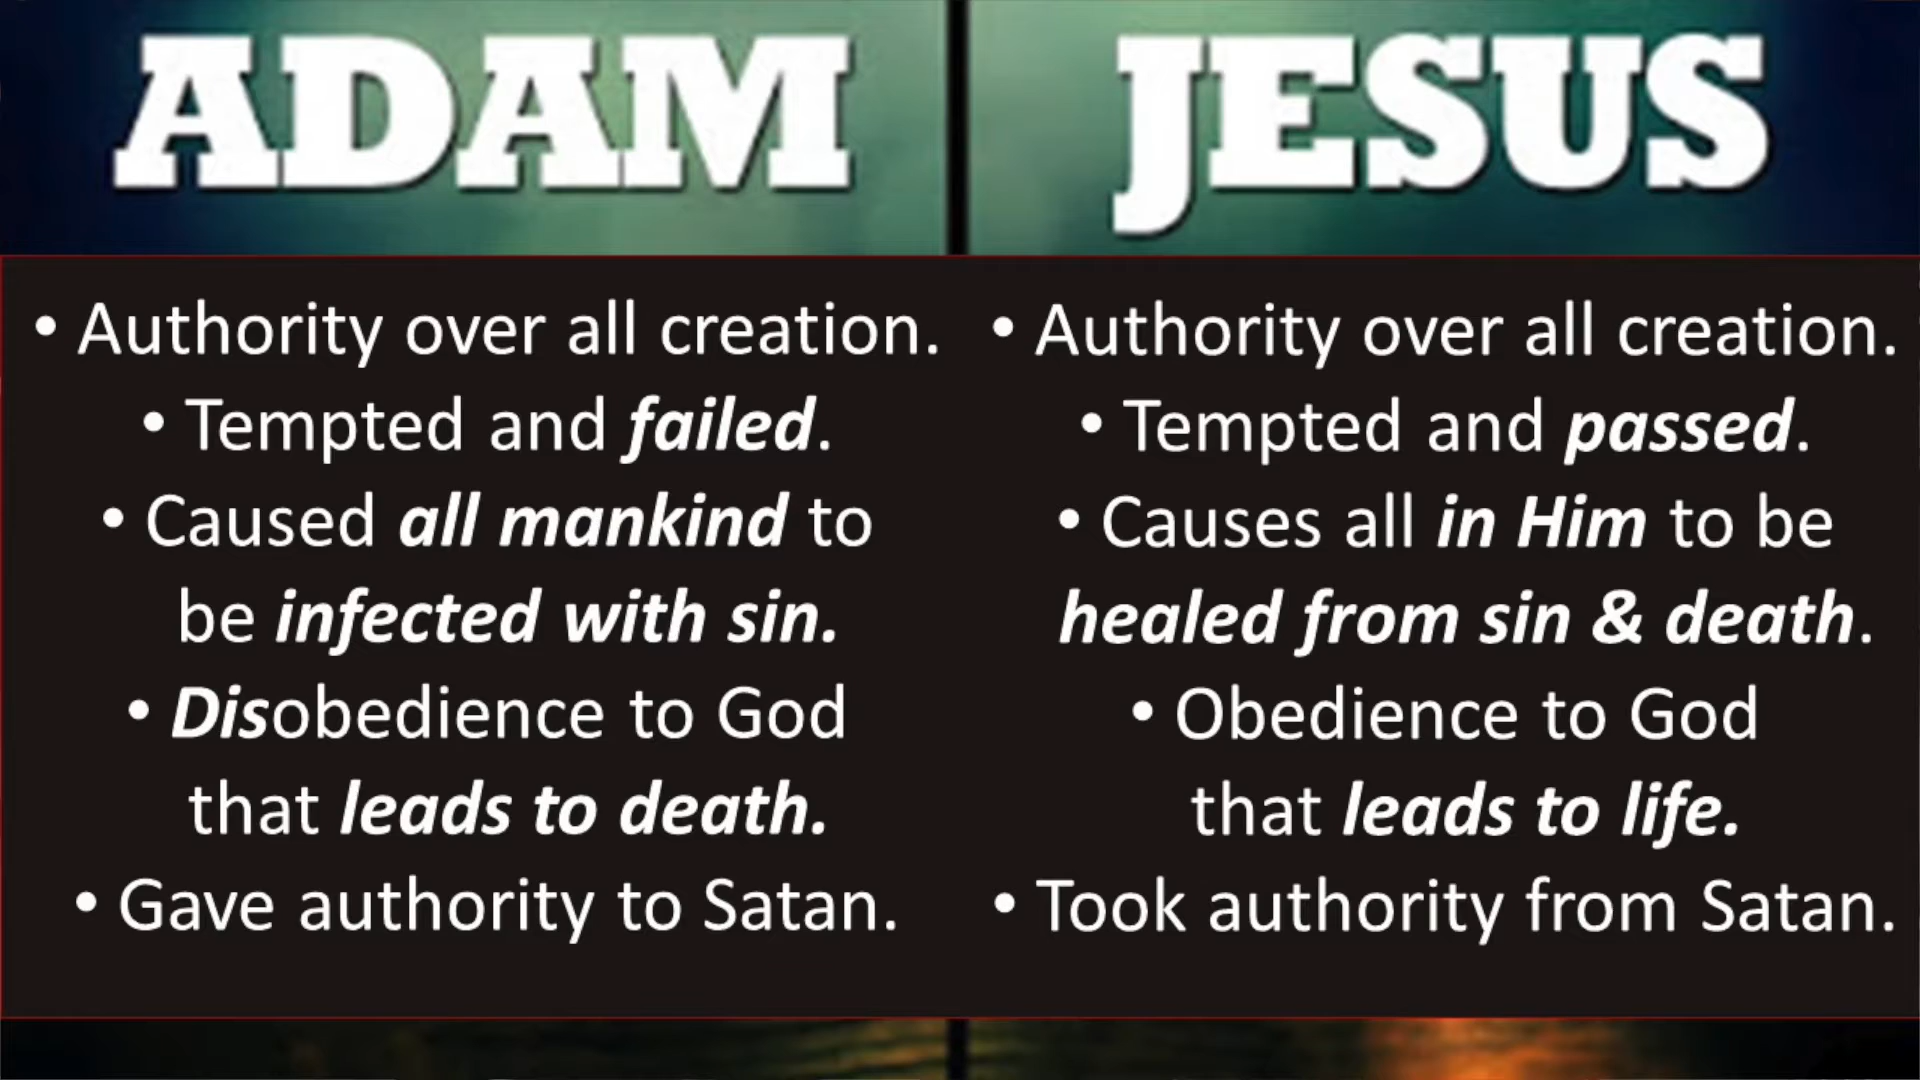 ADAM
• Authority over all creation.
• Tempted and failed.
• Caused all mankind to
be infected with sin.
• Disobedience to God
that leads to death.
• Gave authority to Satan.
JESUS
• Authority over all creation.
• Tempted and passed.
• Causes all in Him to be
healed from sin & death.
• Obedience to God
that leads to life.
• Took authority from Satan.